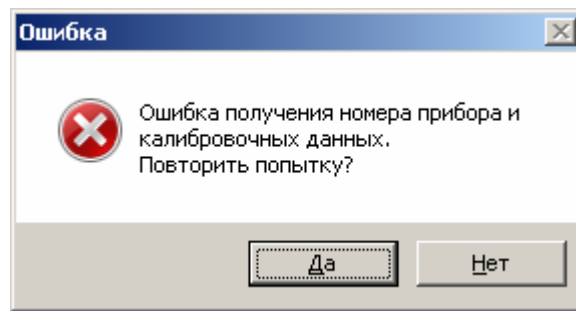 Ошибка
Ошибка получения номера прибора и
калибровочных данных.
Повторить попытку?
Да
Нет